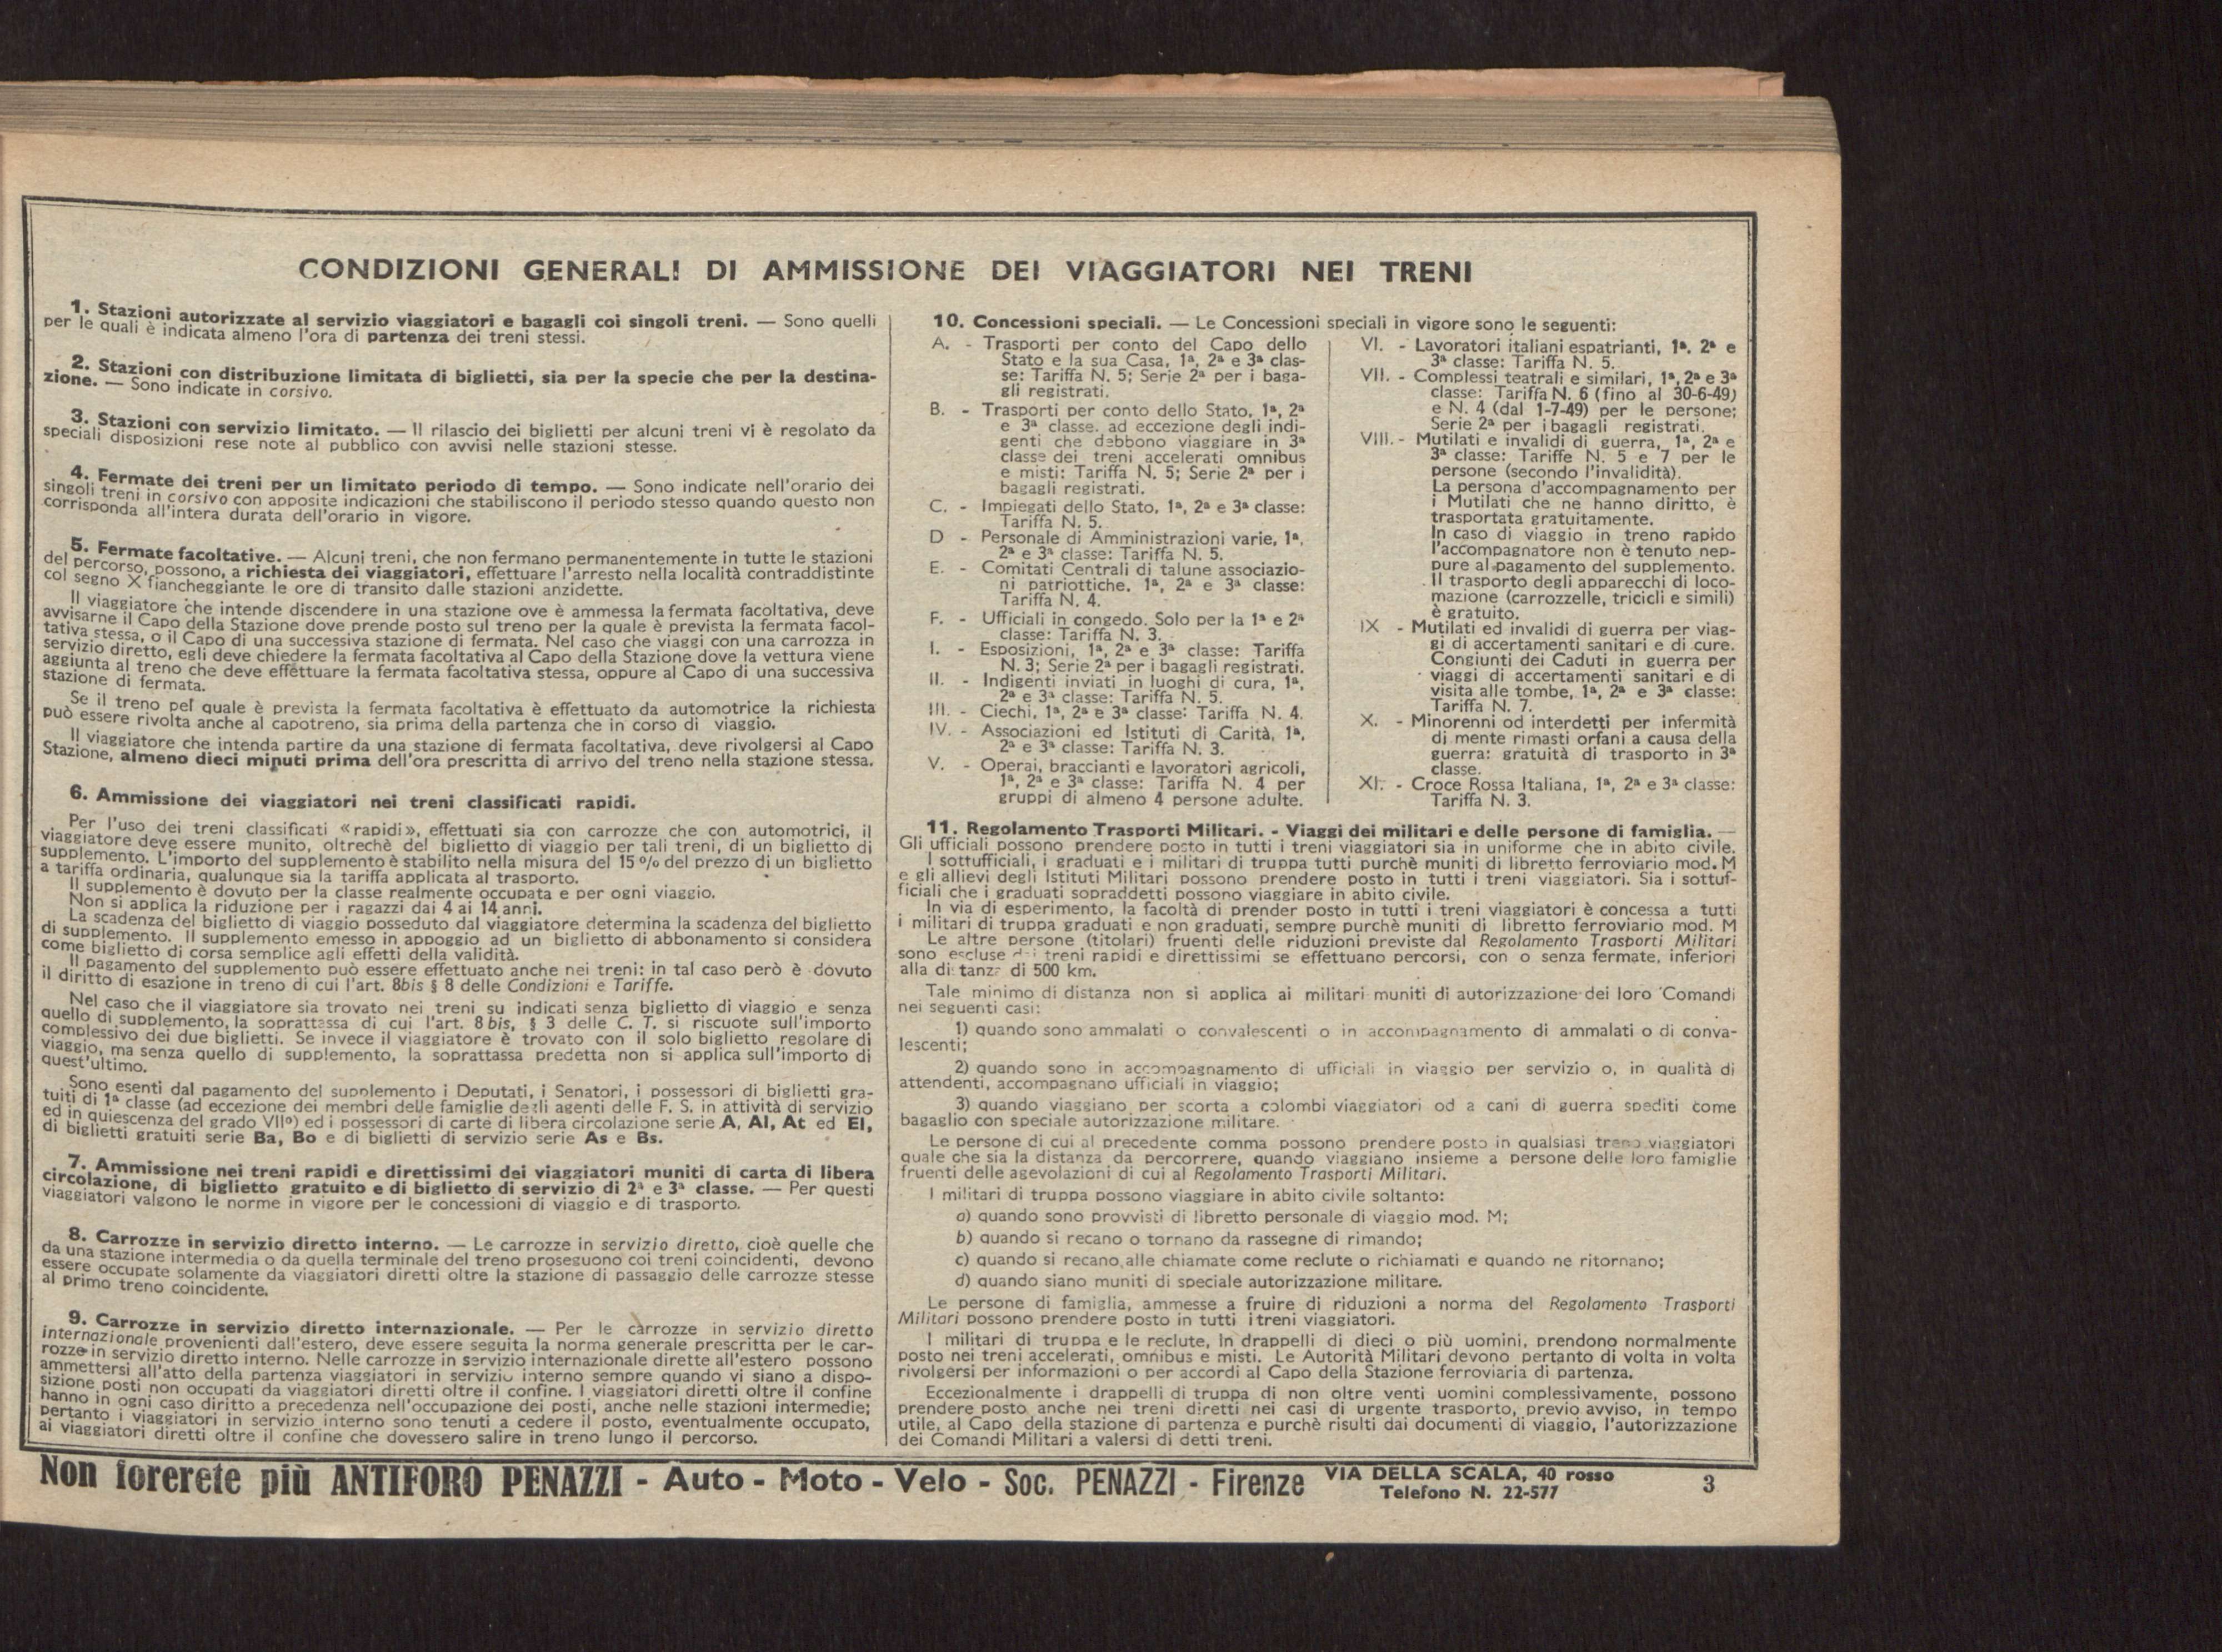 CONDIZIONI GENERALI DI AMMISSIONE DEI VIAGGIATORI NEI TRENI
1. Stazioni autorizzate al servizio viaggiatori e bagagli coi singoli treni. — Sono quelli
per le quali è indicata almeno l'ora di partenza dei treni stessi.
2. Stazioni con distribuzione limitata di biglietti, sia per la specie che per la destina-
zione. — Sono indicate in corsivo.
3. Stazioni con servizio limitato. — Il rilascio dei biglietti per alcuni treni vi è regolato da
speciali disposizioni rese note al pubblico con avvisi nelle stazioni stesse.
4. Fermate dei treni per un limitato periodo di tempo. — Sono indicate nell'orario dei
singoli treni in corsivo con apposite indicazioni che stabiliscono il periodo stesso quando questo non
corrisponda all'intera durata dell'orario in vigore.
5. Fermate facoltative. — Alcuni treni, che non fermano permanentemente in tutte le stazioni
del percorso, possono, a richiesta dei viaggiatori, effettuare l'arresto nella località contraddistinte
col segno X fiancheggiante le ore di transito dalle stazioni anzidette.
Il viaggiatore che intende discendere in una stazione ove è ammessa la fermata facoltativa, deve
avvisarne il Capo della Stazione dove prende posto sul treno per la quale è prevista la fermata facol-
tativa stessa, o il Capo di una successiva stazione di fermata. Nel caso che viaggi con una carrozza in
servizio diretto, egli deve chiedere la fermata facoltativa al Capo della Stazione dove la vettura viene
aggiunta al treno che deve effettuare la fermata facoltativa stessa, oppure al Capo di una successiva
stazione di fermata.
Se il treno pel quale è prevista la fermata facoltativa è effettuato da automotrice la richiesta
può essere rivolta anche al capotreno, sia prima della partenza che in corso di viaggio.
Il viaggiatore che intenda partire da una stazione di fermata facoltativa, deve rivolgersi al Capo
Stazione, almeno dieci minuti prima dell'ora prescritta di arrivo del treno nella stazione stessa.
6. Ammissione dei viaggiatori nei treni classificati rapidi.
Per l'uso dei treni classificati «rapidi», effettuati sia con carrozze che con automotrici, il
viaggiatore deve essere munito, oltrechè del biglietto di viaggio per tali treni, di un biglietto di
supplemento. L'importo del supplemento è stabilito nella misura del 15 % del prezzo di un biglietto
a tariffa ordinaria, qualunque sia la tariffa applicata al trasporto.
Il supplemento è dovuto per la classe realmente occupata e per ogni viaggio.
Non si applica la riduzione per i ragazzi dai 4 ai 14 anni.
La scadenza del biglietto di viaggio posseduto dal viaggiatore determina la scadenza del biglietto
di supplemento. Il supplemento emesso in appoggio ad un biglietto di abbonamento si considera
come biglietto di corsa semplice agli effetti della validità.
Il pagamento del supplemento può essere effettuato anche nei treni: in tal caso però è dovuto
il diritto di esazione in treno di cui l'art. 8bis § 8 delle Condizioni e Tariffe.
Nel caso che il viaggiatore sia trovato nei treni su indicati senza biglietto di viaggio e senza
quello di supplemento, la soprattassa di cui l'art. 8 bis, § 3 delle C. T. si riscuote sull'importo
complessivo dei due biglietti. Se invece il viaggiatore è trovato con il solo biglietto regolare di
viaggio, ma senza quello di supplemento, la soprattassa predetta non si applica sull'importo di
quest'ultimo.
Sono esenti dal pagamento del supplemento i Deputati, i Senatori, i possessori di biglietti gra-
tuiti di 1ª classe (ad eccezione dei membri delle famiglie degli agenti delle F. S. in attività di servizio
ed in quiescenza del grado VIIº) ed i possessori di carte di libera circolazione serie A, Al, At ed El,
di biglietti gratuiti serie Ba, Bo e di biglietti di servizio serie As e Bs.
7. Ammissione nei treni rapidi e direttissimi dei viaggiatori muniti di carta di libera
circolazione, di biglietto gratuito e di biglietto di servizio di 2ª e 3ª classe. — Per questi
viaggiatori valgono le norme in vigore per le concessioni di viaggio e di trasporto.
8. Carrozze in servizio diretto interno. — Le carrozze in servizio diretto, cioè quelle che
da una stazione intermedia o da quella terminale del treno proseguono coi treni coincidenti, devono
essere occupate solamente da viaggiatori diretti oltre la stazione di passaggio delle carrozze stesse
al primo treno coincidente.
9. Carrozze in servizio diretto internazionale. — Per le carrozze in servizio diretto
internazionale provenienti dall'estero, deve essere seguita la norma generale prescritta per le car-
rozze in servizio diretto interno. Nelle carrozze in servizio internazionale dirette all'estero possono
ammettersi all'atto della partenza viaggiatori in servizio interno sempre quando vi siano a dispo-
sizione posti non occupati da viaggiatori diretti oltre il confine. I viaggiatori diretti oltre il confine
hanno in ogni caso diritto a precedenza nell'occupazione dei posti, anche nelle stazioni intermedie;
pertanto i viaggiatori in servizio interno sono tenuti a cedere il posto, eventualmente occupato,
ai viaggiatori diretti oltre il confine che dovessero salire in treno lungo il percorso.
10. Concessioni speciali. — Le Concessioni speciali in vigore sono le seguenti:
A. - Trasporti per conto del Capo dello
Stato e la sua Casa, 1ª, 2ª e 3ª clas-
se: Tariffa N. 5; Serie 2ª per i baga-
gli registrati.
B. - Trasporti per conto dello Stato, 1ª, 2ª
e 3ª classe. ad eccezione degli indi-
genti che debbono viaggiare in 3ª
classe dei treni accelerati omnibus
e misti: Tariffa N. 5; Serie 2ª per i
bagagli registrati.
C. - Impiegati dello Stato, 1ª, 2ª e 3ª classe:
Tariffa N. 5.
D - Personale di Amministrazioni varie, 1ª,
2ª e 3ª classe: Tariffa N. 5.
E. - Comitati Centrali di talune associazio-
ni patriottiche. 1ª, 2ª e 3ª classe:
Tariffa N. 4.
F. - Ufficiali in congedo. Solo per la 1ª e 2ª
classe: Tariffa N. 3.
I. - Esposizioni, 1ª, 2ª e 3ª classe: Tariffa
N. 3; Serie 2ª per i bagagli registrati.
II. - Indigenti inviati in luoghi di cura, 1ª,
2ª e 3ª classe: Tariffa N. 5.
III. - Ciechi, 1ª, 2ª e 3ª classe: Tariffa N. 4.
IV. - Associazioni ed Istituti di Carità, 1ª,
2ª e 3ª classe: Tariffa N. 3.
V. - Operai, braccianti e lavoratori agricoli,
1ª, 2ª e 3ª classe: Tariffa N. 4 per
gruppi di almeno 4 persone adulte.
VI. - Lavoratori italiani espatrianti, 1ª. 2ª e
3ª classe: Tariffa N. 5.
VII. - Complessi teatrali e similari, 1ª, 2ª e 3ª
classe: Tariffa N. 6 (fino al 30-6-49)
e N. 4 (dal 1-7-49) per le persone;
Serie 2ª per i bagagli registrati.
VIII. - Mutilati e invalidi di guerra, 1ª, 2ª e
3ª classe: Tariffe N. 5 e 7 per le
persone (secondo l'invalidità).
La persona d'accompagnamento per
i Mutilati che ne hanno diritto, è
trasportata gratuitamente.
In caso di viaggio in treno rapido
l'accompagnatore non è tenuto nep-
pure al pagamento del supplemento.
Il trasporto degli apparecchi di loco-
mazione (carrozzelle, tricicli e simili)
è gratuito.
IX - Mutilati ed invalidi di guerra per viag-
gi di accertamenti sanitari e di cure.
Congiunti dei Caduti in guerra per
viaggi di accertamenti sanitari e di
visita alle tombe, 1ª, 2ª e 3ª classe:
Tariffa N. 7.
X. - Minorenni od interdetti per infermità
di mente rimasti orfani a causa della
guerra: gratuità di trasporto in 3ª
classe.
XI. - Croce Rossa Italiana, 1ª, 2ª e 3ª classe:
Tariffa N. 3.
11. Regolamento Trasporti Militari. - Viaggi dei militari e delle persone di famiglia. —
Gli ufficiali possono prendere posto in tutti i treni viaggiatori sia in uniforme che in abito civile.
I sottufficiali, i graduati e i militari di truppa tutti purchè muniti di libretto ferroviario mod. M
e gli allievi degli Istituti Militari possono prendere posto in tutti i treni viaggiatori. Sia i sottuf-
ficiali che i graduati sopraddetti possono viaggiare in abito civile.
In via di esperimento, la facoltà di prender posto in tutti i treni viaggiatori è concessa a tutti
i militari di truppa graduati e non graduati, sempre purchè muniti di libretto ferroviario mod. M
Le altre persone (titolari) fruenti delle riduzioni previste dal Regolamento Trasporti Militari
sono escluse dai treni rapidi e direttissimi se effettuano percorsi, con o senza fermate, inferiori
alla distanza di 500 km.
Tale minimo di distanza non si applica ai militari muniti di autorizzazione dei loro Comandi
nei seguenti casi:
1) quando sono ammalati o convalescenti o in accompagnamento di ammalati o di conva-
lescenti;
2) quando sono in accompagnamento di ufficiali in viaggio per servizio o, in qualità di
attendenti, accompagnano ufficiali in viaggio;
3) quando viaggiano per scorta a colombi viaggiatori od a cani di guerra spediti come
bagaglio con speciale autorizzazione militare.
Le persone di cui al precedente comma possono prendere posto in qualsiasi treno viaggiatori
quale che sia la distanza da percorrere, quando viaggiano insieme a persone delle loro famiglie
fruenti delle agevolazioni di cui al Regolamento Trasporti Militari.
I militari di truppa possono viaggiare in abito civile soltanto:
a) quando sono provvisti di libretto personale di viaggio mod. M;
b) quando si recano o tornano da rassegne di rimando;
c) quando si recano alle chiamate come reclute o richiamati e quando ne ritornano;
d) quando siano muniti di speciale autorizzazione militare.
Le persone di famiglia, ammesse a fruire di riduzioni a norma del Regolamento Trasporti
Militari possono prendere posto in tutti i treni viaggiatori.
I militari di truppa e le reclute, in drappelli di dieci o più uomini, prendono normalmente
posto nei treni accelerati, omnibus e misti. Le Autorità Militari devono pertanto di volta in volta
rivolgersi per informazioni o per accordi al Capo della Stazione ferroviaria di partenza.
Eccezionalmente i drappelli di truppa di non oltre venti uomini complessivamente, possono
prendere posto anche nei treni diretti nei casi di urgente trasporto, previo avviso, in tempo
utile, al Capo della stazione di partenza e purchè risulti dai documenti di viaggio, l'autorizzazione
dei Comandi Militari a valersi di detti treni.
Non forerete più ANTIFORO PENAZZI - Auto - Moto - Velo - Soc. PENAZZI - Firenze VIA DELLA SCALA, 40 rosso
Telefono N. 22-577
3